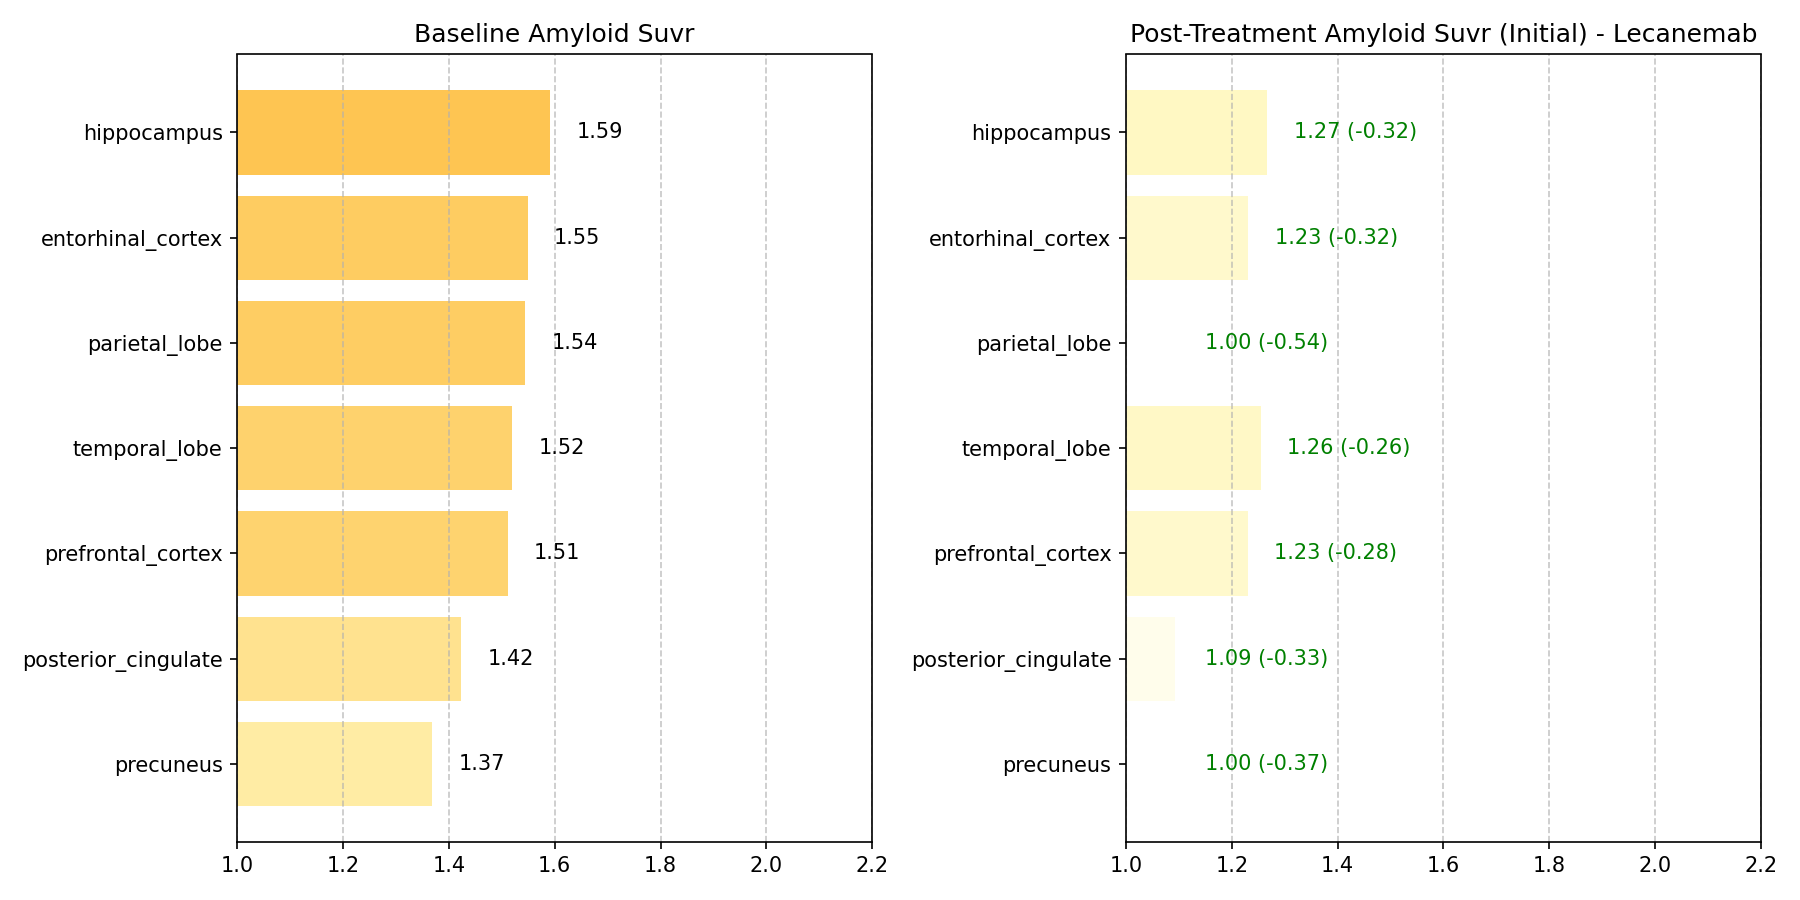 Baseline Amyloid Suvr
hippocampus 1.59
entorhinal_cortex 1.55
parietal_lobe 1.54
temporal_lobe 1.52
prefrontal_cortex 1.51
posterior_cingulate 1.42
precuneus 1.37
1.0 1.2 1.4 1.6 1.8 2.0 2.2
Post-Treatment Amyloid Suvr (Initial) - Lecanemab
hippocampus 1.27 (-0.32)
entorhinal_cortex 1.23 (-0.32)
parietal_lobe 1.00 (-0.54)
temporal_lobe 1.26 (-0.26)
prefrontal_cortex 1.23 (-0.28)
posterior_cingulate 1.09 (-0.33)
precuneus 1.00 (-0.37)
1.0 1.2 1.4 1.6 1.8 2.0 2.2